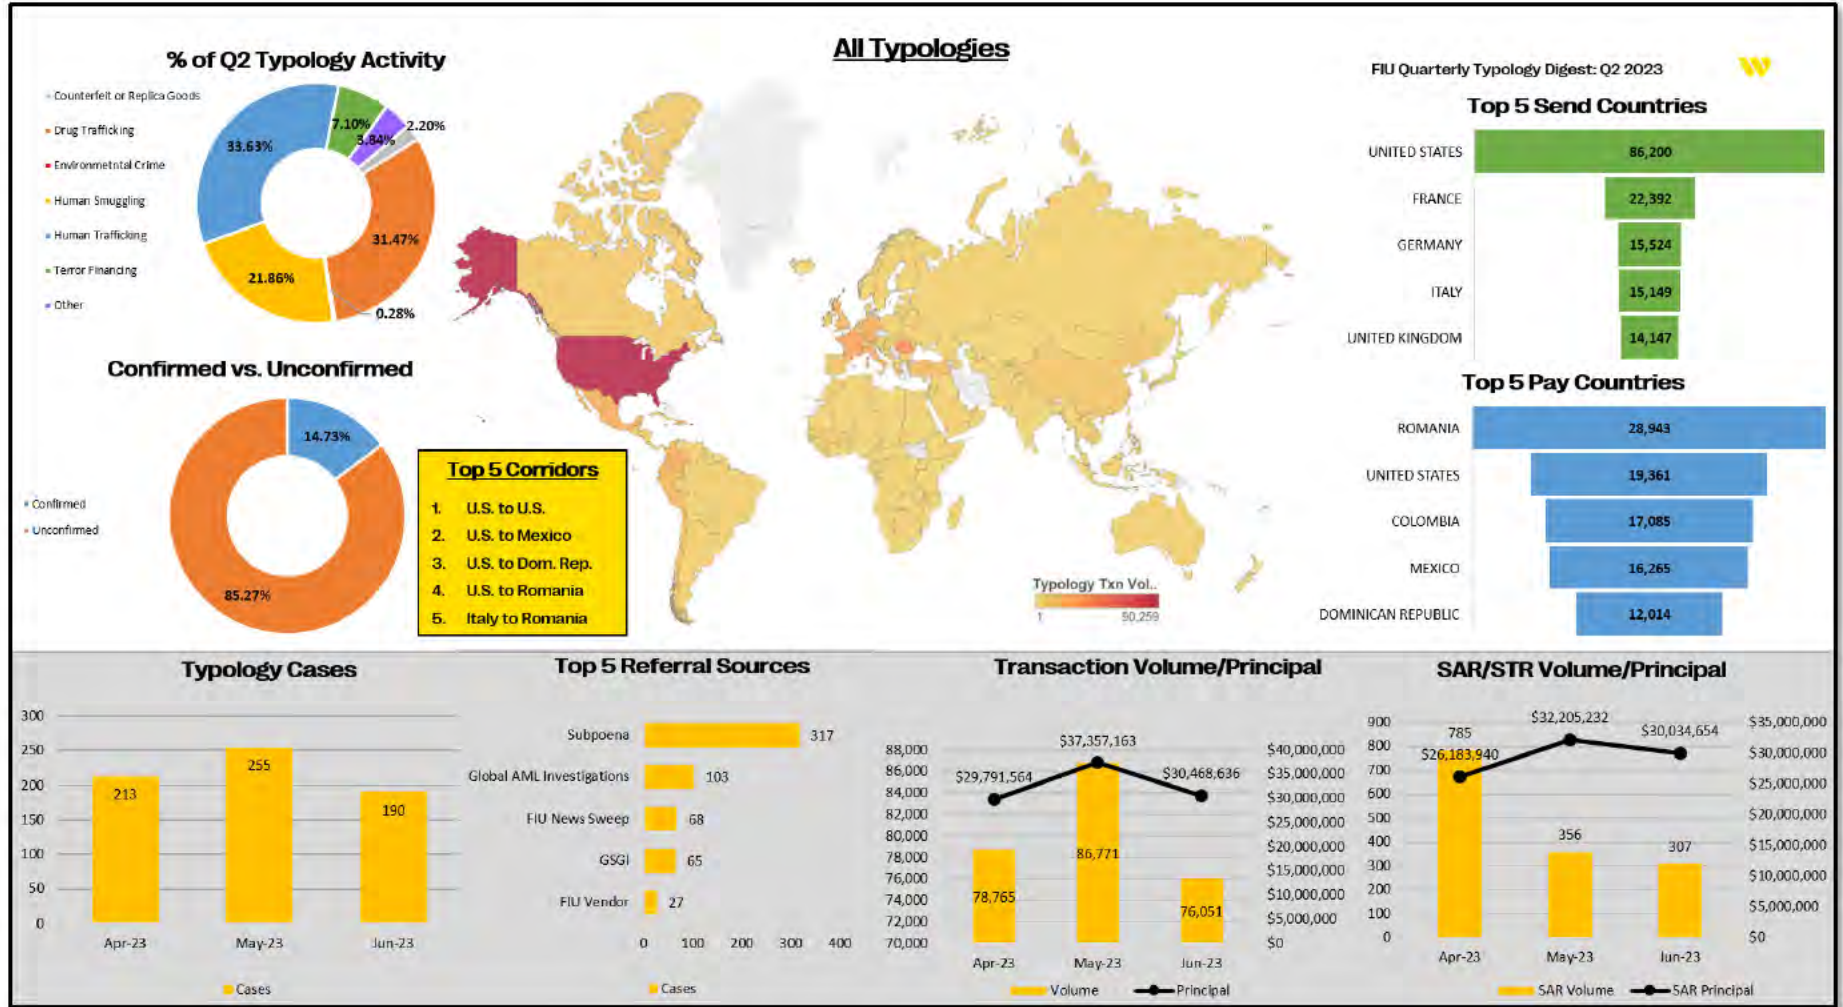 All Typologies
% of Q2 Typology Activity
Counterfeit or Replica Goods
Drug Trafficking
Environmetntal Crime
Human Smuggling
Human Trafficking
Terror Financing
Other
33.63%
7.10%
3.84%
2.20%
31.47%
21.86%
0.28%
Confirmed vs. Unconfirmed
Confirmed
Unconfirmed
14.73%
85.27%
Top 5 Corridors
1. U.S. to U.S.
2. U.S. to Mexico
3. U.S. to Dom. Rep.
4. U.S. to Romania
5. Italy to Romania
Typology Txn Vol..
1 90,259
FIU Quarterly Typology Digest: Q2 2023
W
Top 5 Send Countries
UNITED STATES 86,200
FRANCE 22,392
GERMANY 15,524
ITALY 15,149
UNITED KINGDOM 14,147
Top 5 Pay Countries
ROMANIA 28,943
UNITED STATES 19,361
COLOMBIA 17,085
MEXICO 16,265
DOMINICAN REPUBLIC 12,014
Typology Cases
300
250
200
150
100
50
0
213
255
190
Apr-23 May-23 Jun-23
Cases
Top 5 Referral Sources
Subpoena 317
Global AML Investigations 103
FIU News Sweep 68
GSGI 65
FIU Vendor 27
0 100 200 300 400
Cases
Transaction Volume/Principal
88,000
86,000
84,000
82,000
80,000
78,000
76,000
74,000
72,000
70,000
$29,791,564
$37,357,163
$30,468,636
78,765
86,771
76,051
$40,000,000
$35,000,000
$30,000,000
$25,000,000
$20,000,000
$15,000,000
$10,000,000
$5,000,000
$0
Apr-23 May-23 Jun-23
Volume Principal
SAR/STR Volume/Principal
900
800
700
600
500
400
300
200
100
0
785
$26,183,940
$32,205,232
$30,034,654
356
307
$35,000,000
$30,000,000
$25,000,000
$20,000,000
$15,000,000
$10,000,000
$5,000,000
$0
Apr-23 May-23 Jun-23
SAR Volume SAR Principal